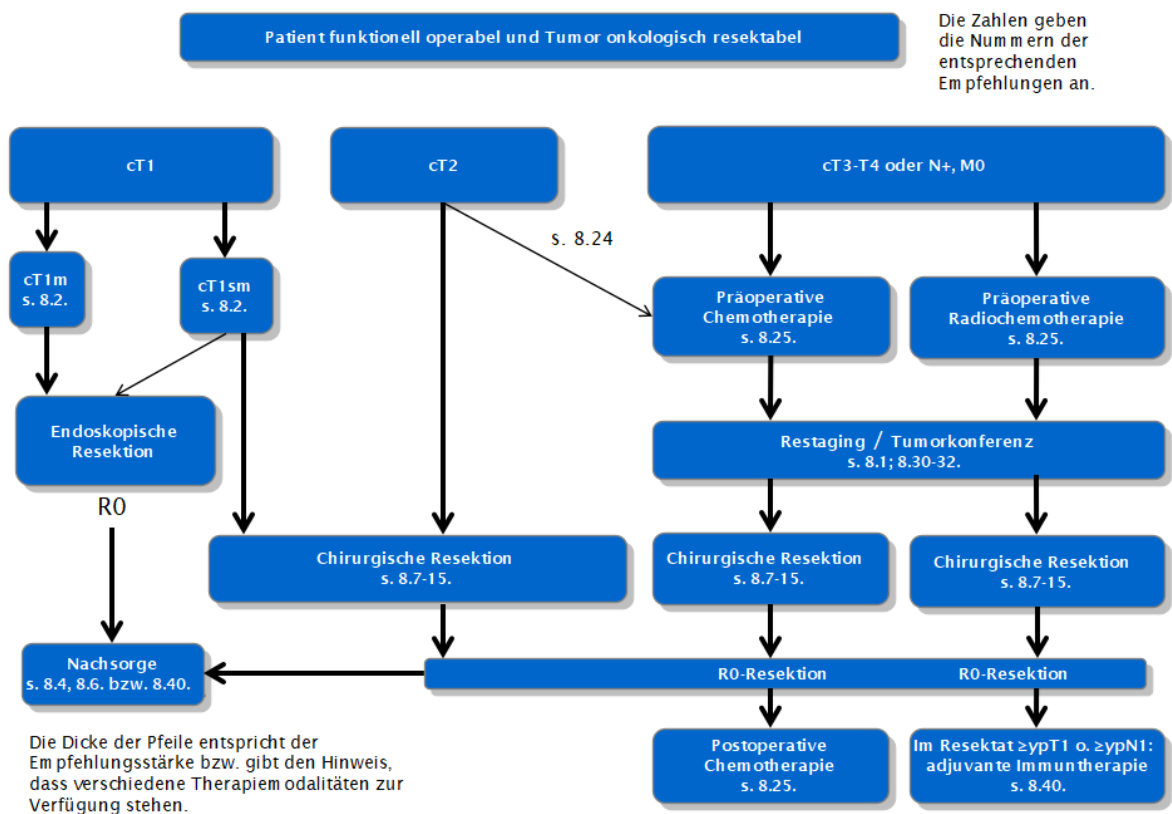 Patient funktionell operabel und Tumor onkologisch resektabel
Die Zahlen geben
die Nummern der
entsprechenden
Empfehlungen an.
cT1
cT2
cT3-T4 oder N+, M0
s. 8.24
cT1m
s. 8.2.
cT1sm
s. 8.2.
Präoperative
Chemotherapie
s. 8.25.
Präoperative
Radiochemotherapie
s. 8.25.
Endoskopische
Resektion
Restaging / Tumorkonferenz
s. 8.1; 8.30-32.
R0
Chirurgische Resektion
s. 8.7-15.
Chirurgische Resektion
s. 8.7-15.
Chirurgische Resektion
s. 8.7-15.
Nachsorge
s. 8.4, 8.6. bzw. 8.40.
R0-Resektion
R0-Resektion
Die Dicke der Pfeile entspricht der
Empfehlungsstärke bzw. gibt den Hinweis,
dass verschiedene Therapiemodalitäten zur
Verfügung stehen.
Postoperative
Chemotherapie
s. 8.25.
Im Resektat ≥ypT1 o. ≥ypN1:
adjuvante Immuntherapie
s. 8.40.